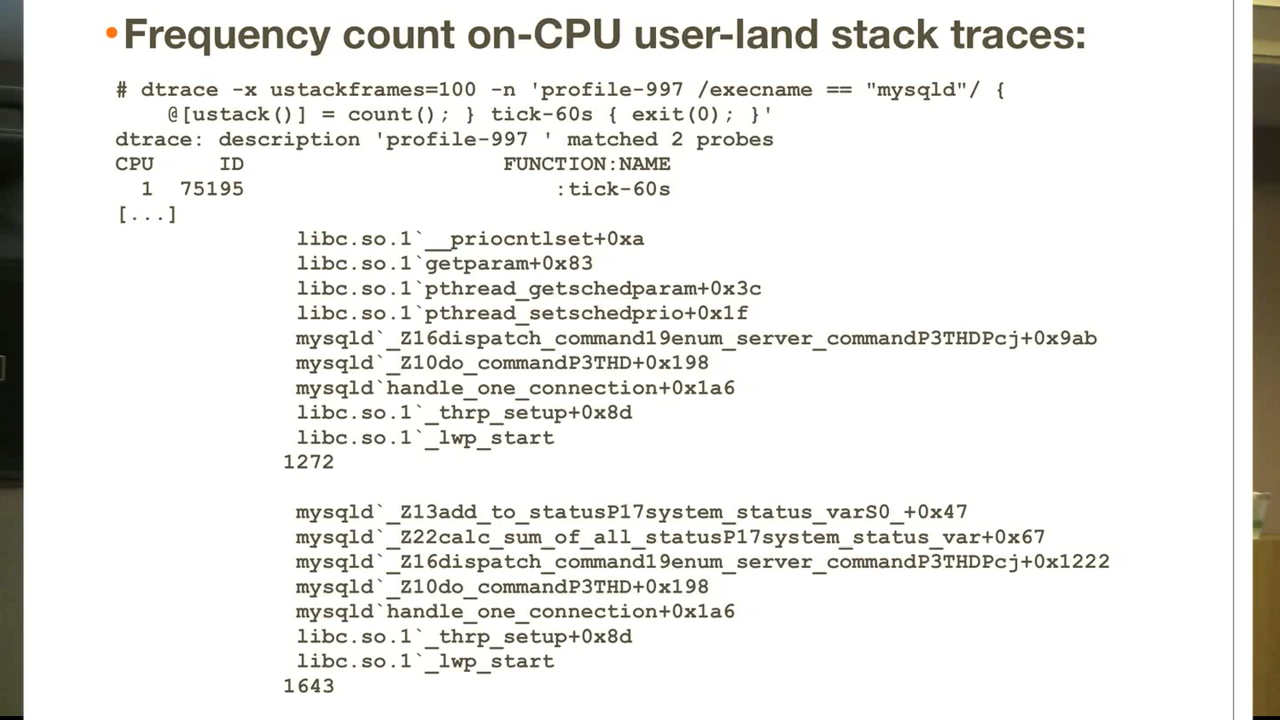 •Frequency count on-CPU user-land stack traces:
# dtrace -x ustackframes=100 -n 'profile-997 /execname == "mysqld"/ {
@[ustack()] = count(); } tick-60s { exit(0); }'
dtrace: description 'profile-997 ' matched 2 probes
CPU ID FUNCTION:NAME
1 75195 :tick-60s
[...]
libc.so.1`__priocntlset+0xa
libc.so.1`getparam+0x83
libc.so.1`pthread_getschedparam+0x3c
libc.so.1`pthread_setschedprio+0x1f
mysqld`_Z16dispatch_command19enum_server_commandP3THDPcj+0x9ab
mysqld`_Z10do_commandP3THD+0x198
mysqld`handle_one_connection+0x1a6
libc.so.1`_thrp_setup+0x8d
libc.so.1`_lwp_start
1272
mysqld`_Z13add_to_statusP17system_status_varS0_+0x47
mysqld`_Z22calc_sum_of_all_statusP17system_status_var+0x67
mysqld`_Z16dispatch_command19enum_server_commandP3THDPcj+0x1222
mysqld`_Z10do_commandP3THD+0x198
mysqld`handle_one_connection+0x1a6
libc.so.1`_thrp_setup+0x8d
libc.so.1`_lwp_start
1643